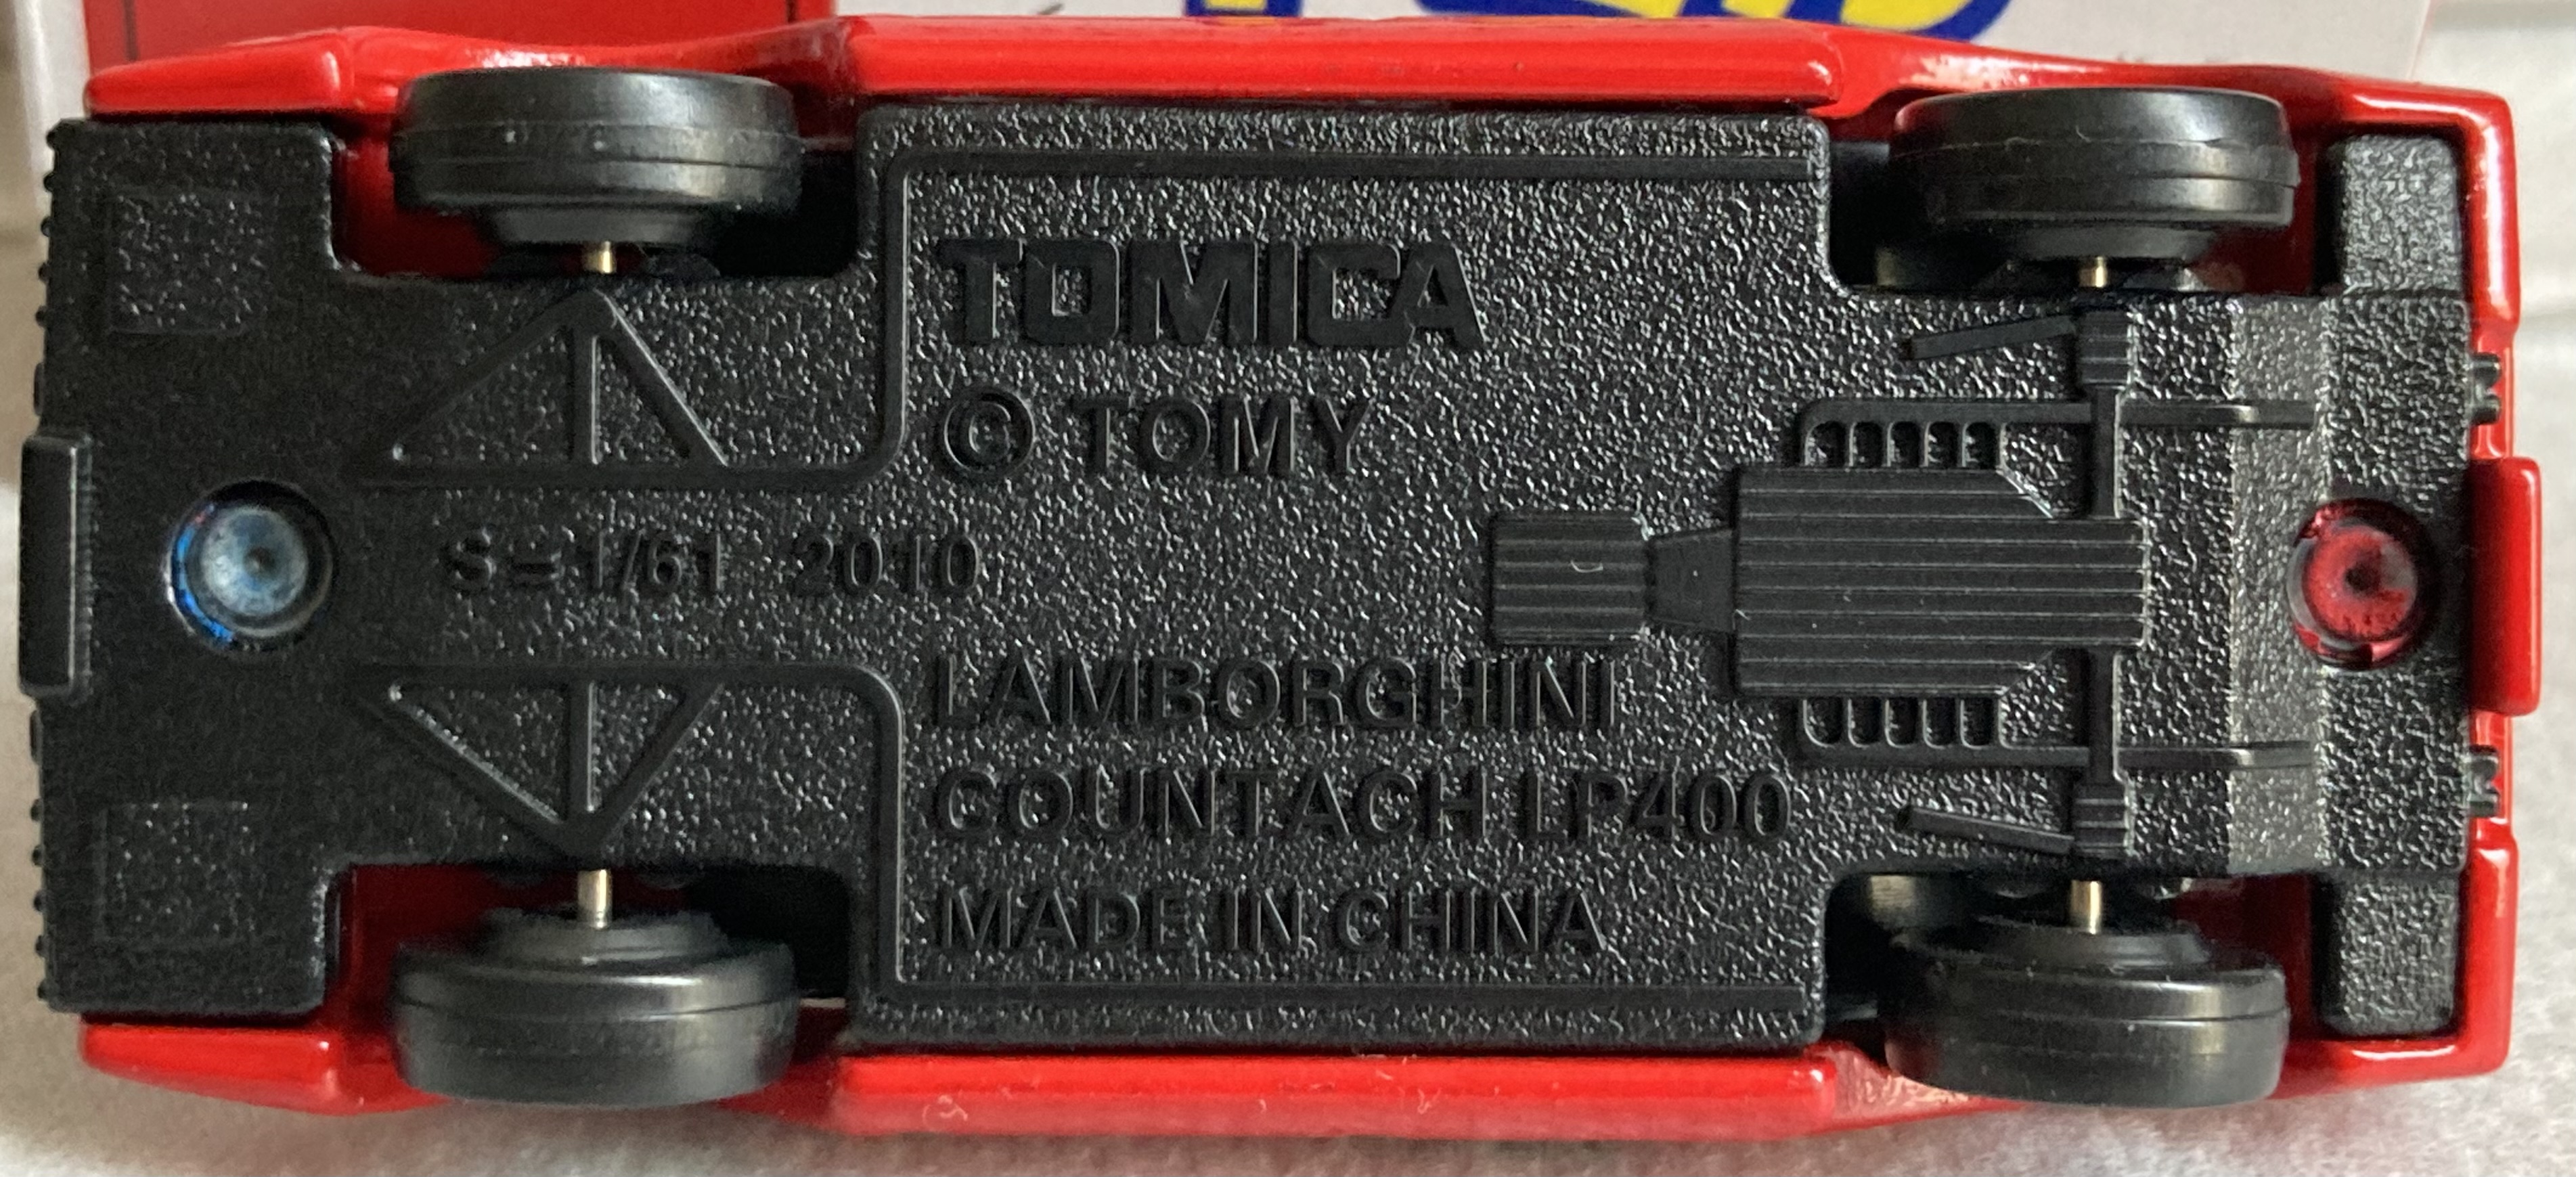 TOMICA
© TOMY
S=1/61 2010
LAMBORGHINI
COUNTACH LP400
MADE IN CHINA